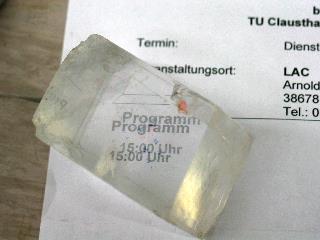 b
TU Clausthal
Termin: Dienst
anstaltungsort: LAC
Arnold
38678
Tel.: 0
Programm
Programm
15:00 Uhr
15:00 Uhr